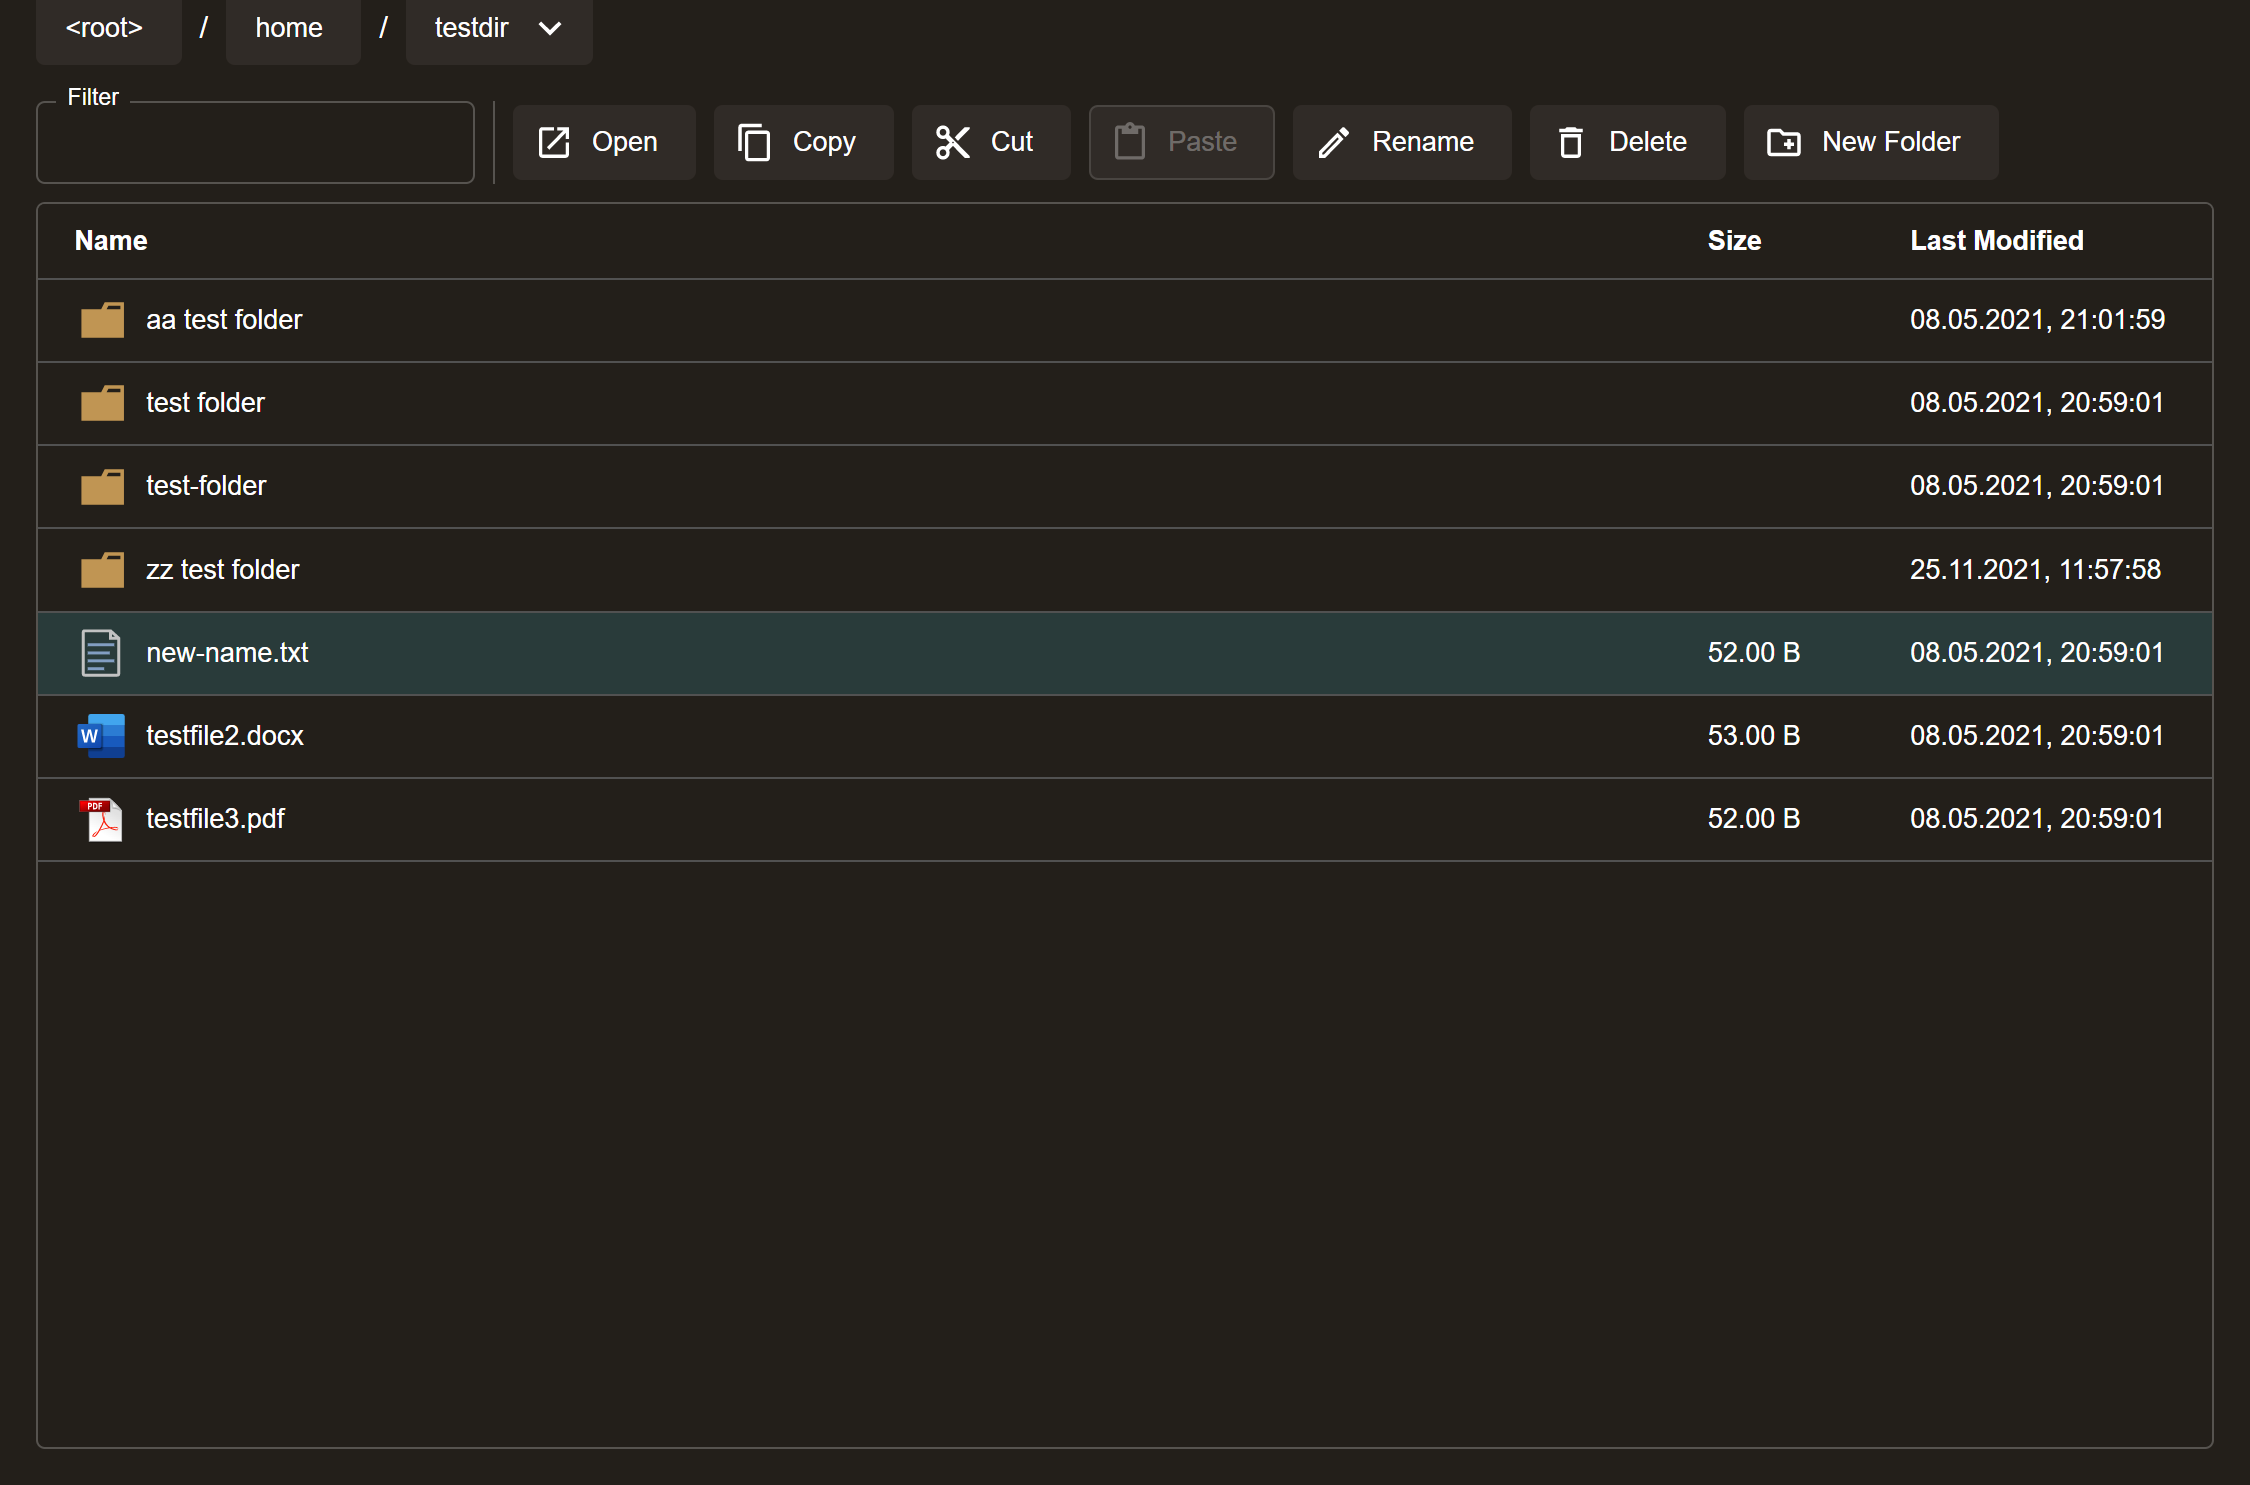 <root> / home / testdir
Filter
Open Copy Cut Paste Rename Delete New Folder
Name Size Last Modified
aa test folder 08.05.2021, 21:01:59
test folder 08.05.2021, 20:59:01
test-folder 08.05.2021, 20:59:01
zz test folder 25.11.2021, 11:57:58
new-name.txt 52.00 B 08.05.2021, 20:59:01
W testfile2.docx 53.00 B 08.05.2021, 20:59:01
PDF testfile3.pdf 52.00 B 08.05.2021, 20:59:01